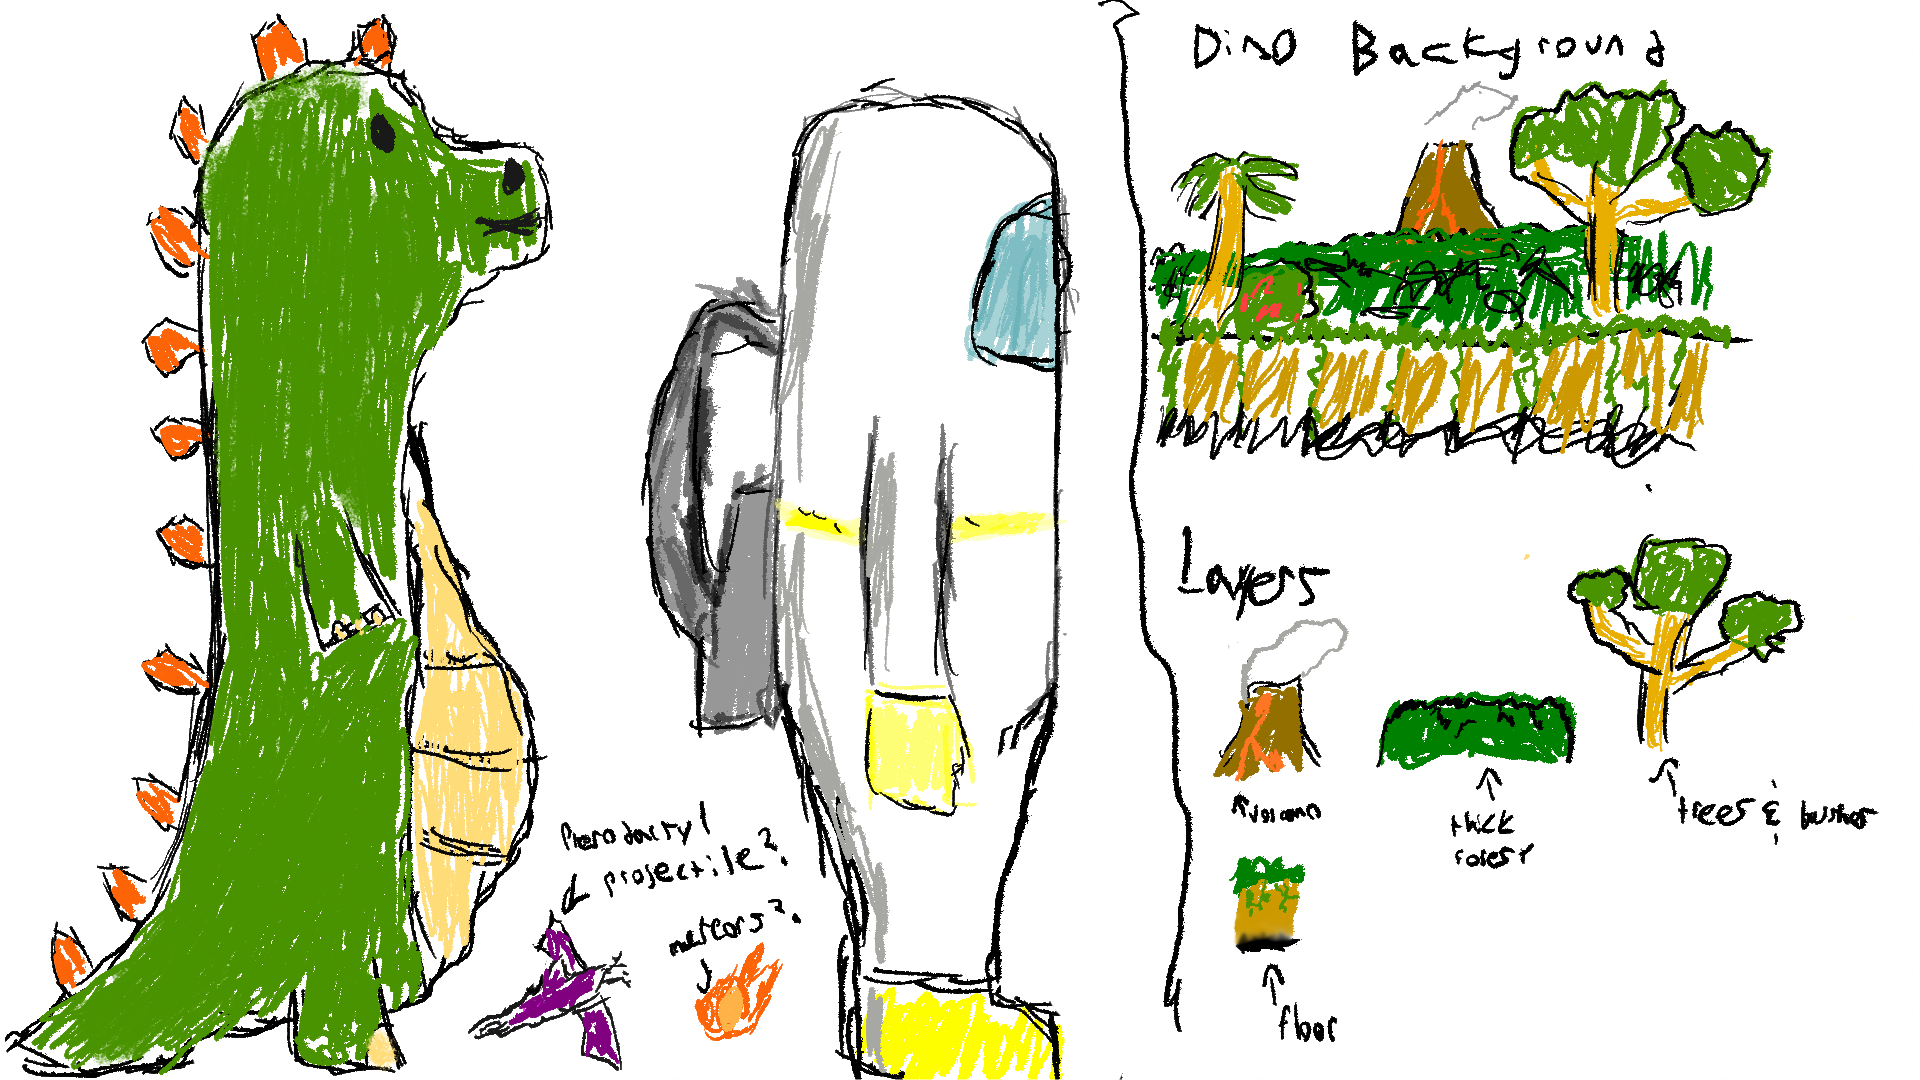 Pterodactyl
projectile?
meteors?
Dino Background
Layers
volcano
thick
forest
trees & bushes
floor